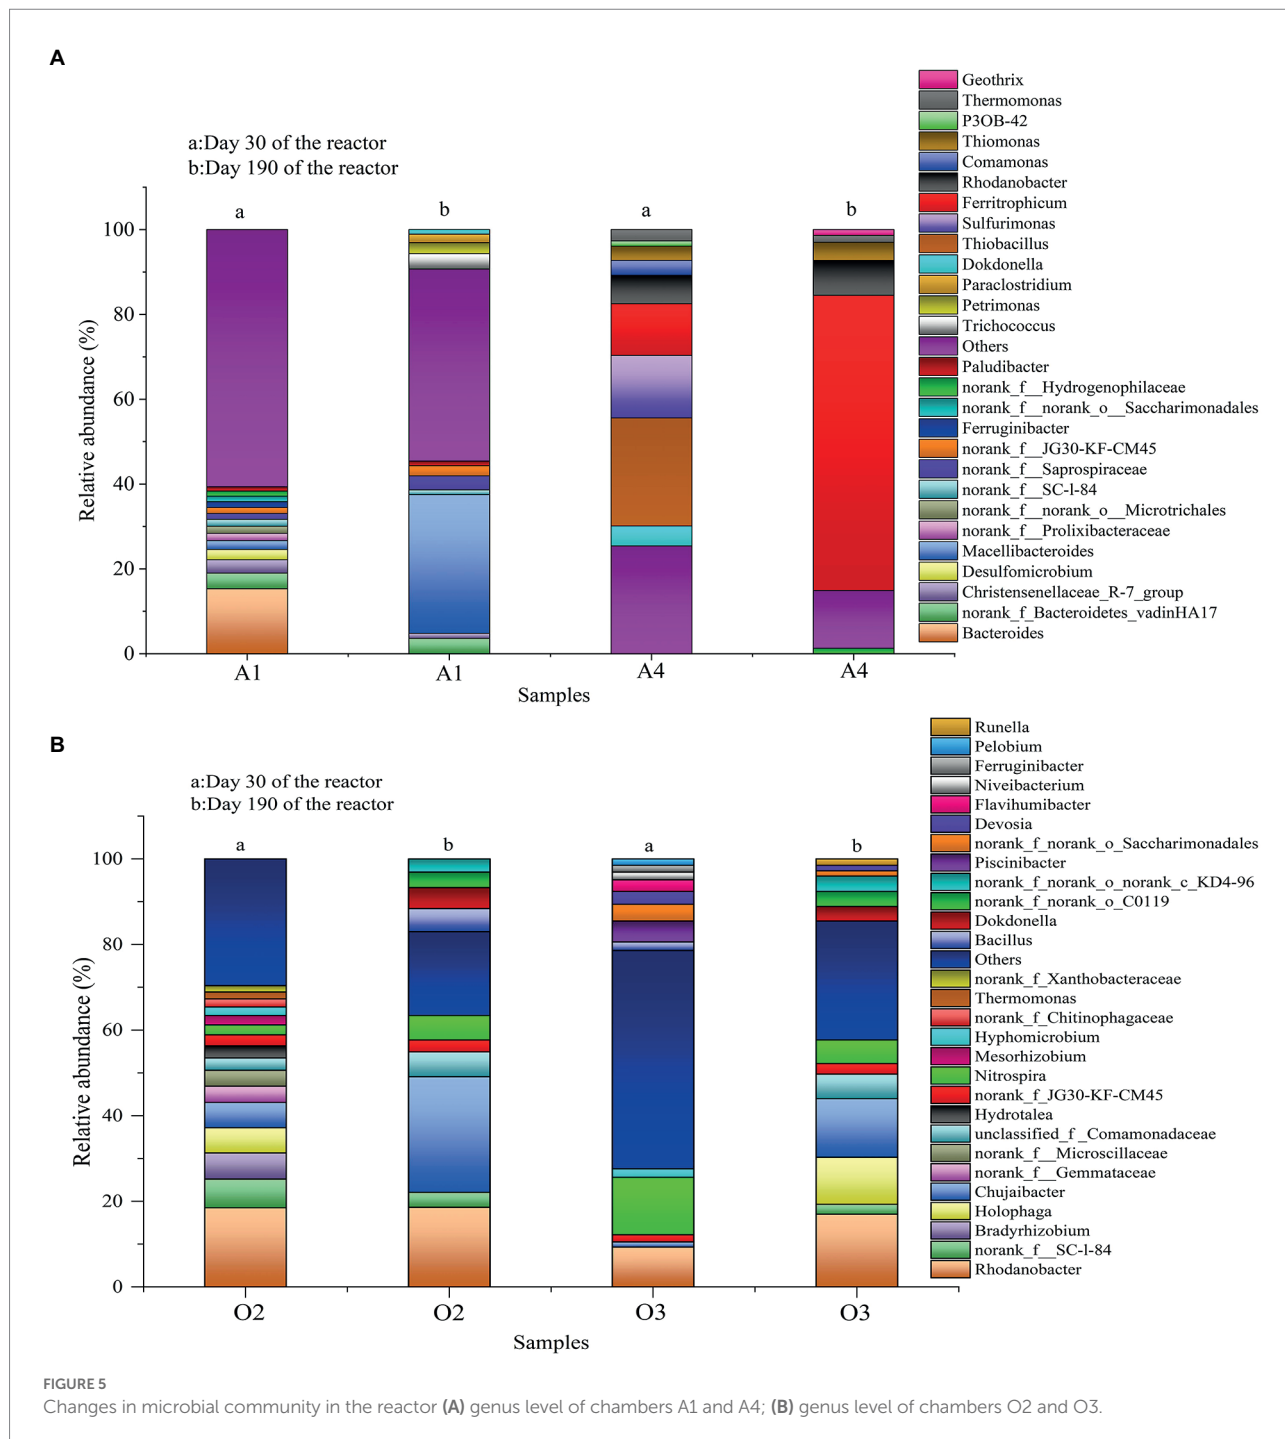 A
a:Day 30 of the reactor
b:Day 190 of the reactor
a
b
a
b
Relative abundance (%)
100
80
60
40
20
0
A1
A1
A4
A4
Samples
Geothrix
Thermomonas
P3OB-42
Thiomonas
Comamonas
Rhodanobacter
Ferritrophicum
Sulfurimonas
Thiobacillus
Dokdonella
Paraclostridium
Petrimonas
Trichococcus
Others
Paludibacter
norank_f__Hydrogenophilaceae
norank_f__norank_o__Saccharimonadales
Ferruginibacter
norank_f__JG30-KF-CM45
norank_f__Saprospiraceae
norank_f__SC-l-84
norank_f__norank_o__Microtrichales
norank_f__Prolixibacteraceae
Macellibacteroides
Desulfomicrobium
Christensenellaceae_R-7_group
norank_f_Bacteroidetes_vadinHA17
Bacteroides
B
a:Day 30 of the reactor
b:Day 190 of the reactor
a
b
a
b
Relative abundance (%)
100
80
60
40
20
0
O2
O2
O3
O3
Samples
Runella
Pelobium
Ferruginibacter
Niveibacterium
Flavihumibacter
Devosia
norank_f_norank_o_Saccharimonadales
Piscinibacter
norank_f_norank_o_norank_c_KD4-96
norank_f_norank_o_C0119
Dokdonella
Bacillus
Others
norank_f_Xanthobacteraceae
Thermomonas
norank_f_Chitinophagaceae
Hyphomicrobium
Mesorhizobium
Nitrospira
norank_f_JG30-KF-CM45
Hydrotalea
unclassified_f_Comamonadaceae
norank_f__Microscillaceae
norank_f__Gemmataceae
Chujaibacter
Holophaga
Bradyrhizobium
norank_f__SC-l-84
Rhodanobacter
FIGURE 5
Changes in microbial community in the reactor (A) genus level of chambers A1 and A4; (B) genus level of chambers O2 and O3.